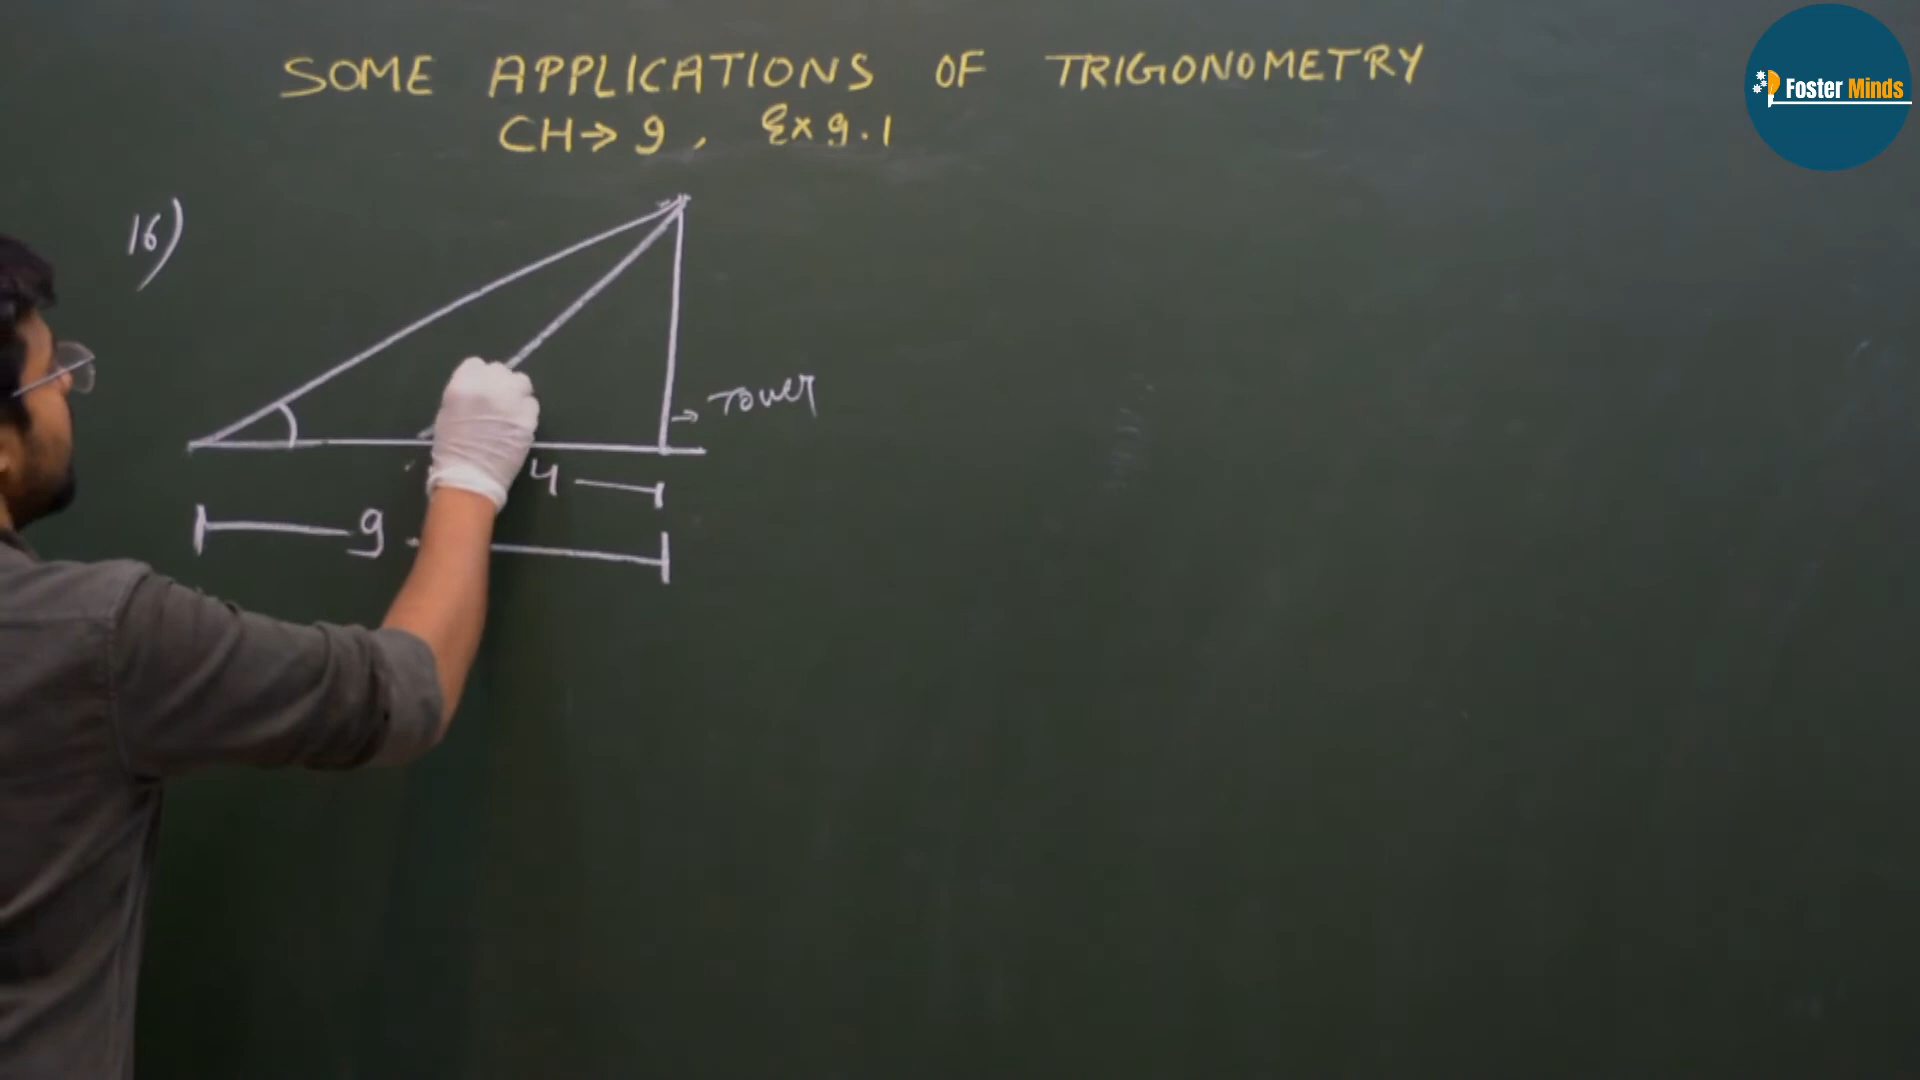 SOME APPLICATIONS OF TRIGONOMETRY
CH→9, Ex 9.1
Foster Minds
16)
→ Tower
4
9